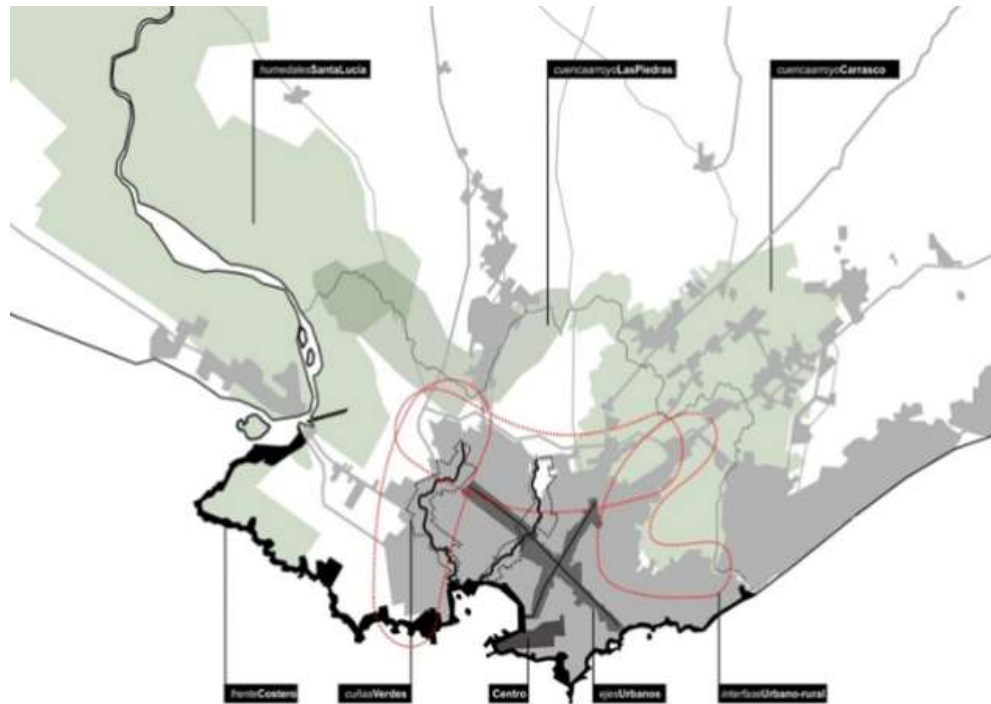 humedalesSantaLucía
cuencaarroyoLasPiedras
cuencaarroyoCarrasco
frenteCostero
cuñasVerdes
Centro
ejesUrbanos
interfaseUrbano-rural